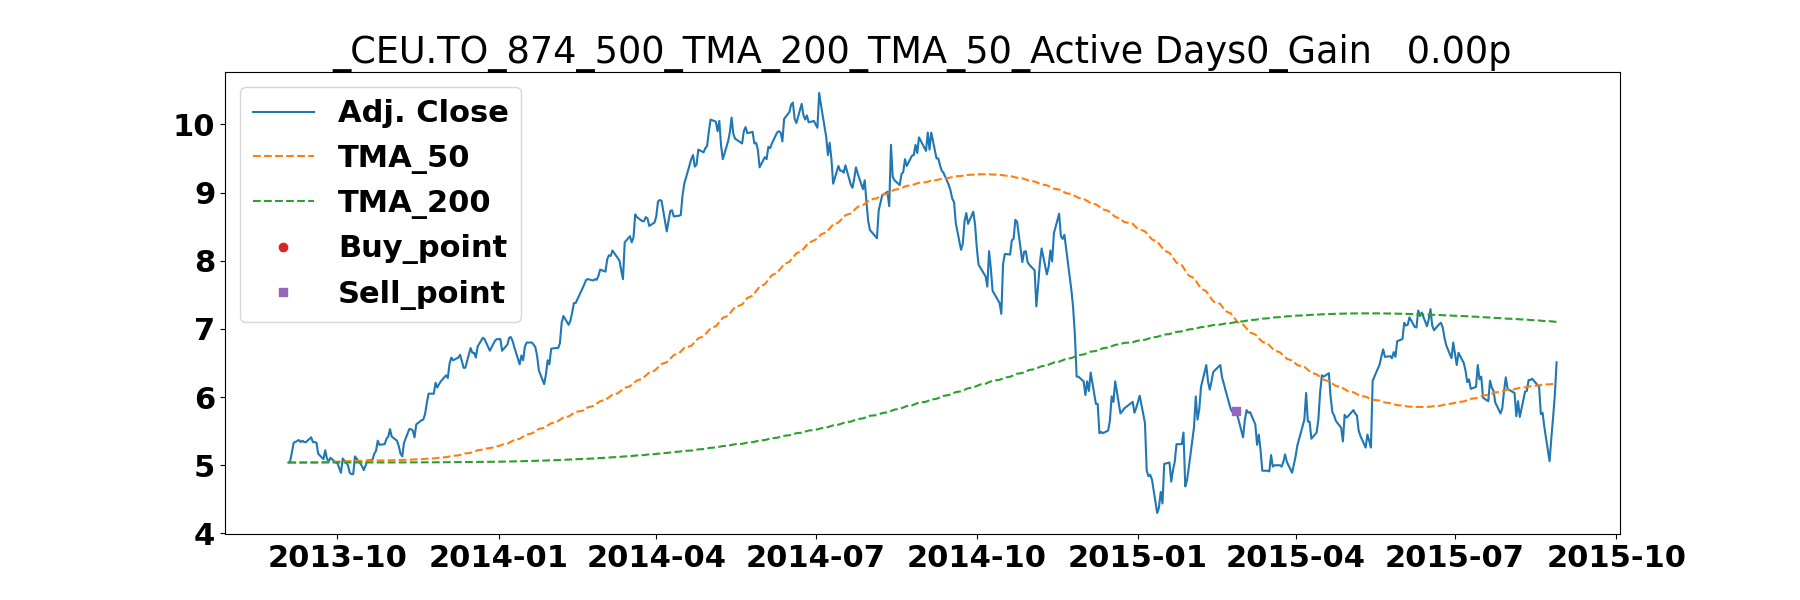 _CEU.TO_874_500_TMA_200_TMA_50_Active Days0_Gain   0.00p
Adj. Close
TMA_50
TMA_200
Buy_point
Sell_point
10
9
8
7
6
5
4
2013-10 2014-01 2014-04 2014-07 2014-10 2015-01 2015-04 2015-07 2015-10